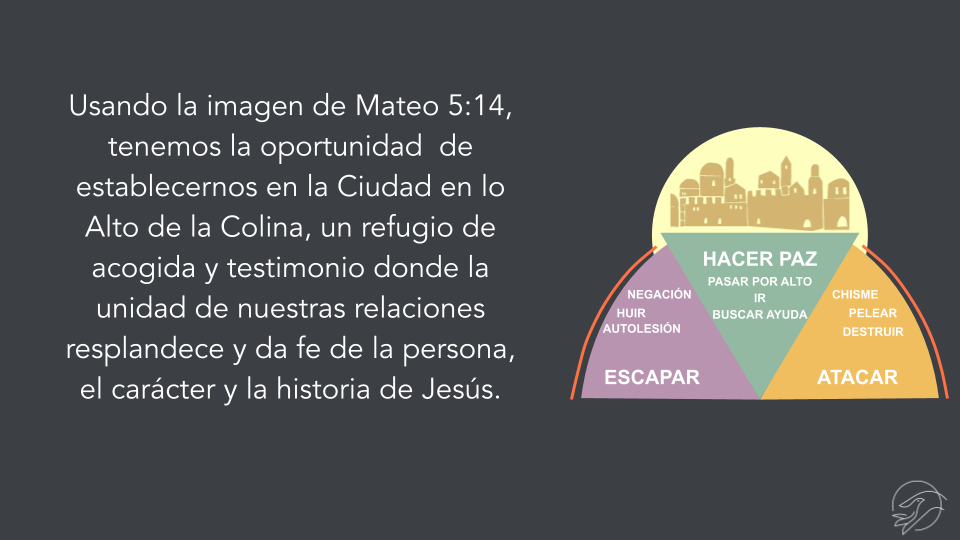 Usando la imagen de Mateo 5:14,
tenemos la oportunidad  de
establecernos en la Ciudad en lo
Alto de la Colina, un refugio de
acogida y testimonio donde la
unidad de nuestras relaciones
resplandece y da fe de la persona,
el carácter y la historia de Jesús.
HACER PAZ
PASAR POR ALTO
IR
BUSCAR AYUDA
NEGACIÓN
HUIR
AUTOLESIÓN
ESCAPAR
CHISME
PELEAR
DESTRUIR
ATACAR